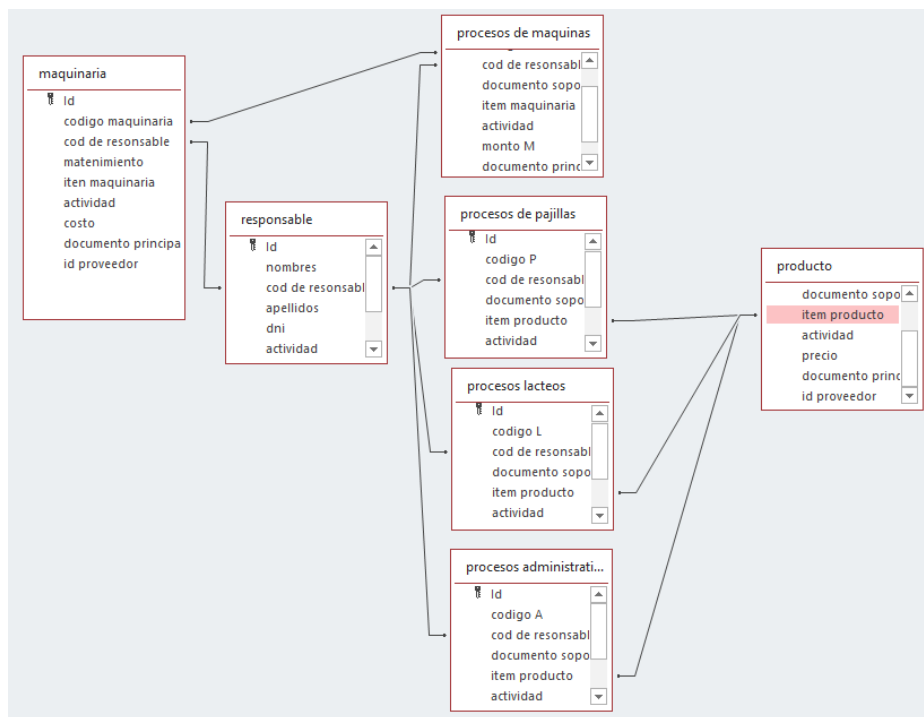 maquinaria
Id
codigo maquinaria
cod de resonsable
matenimiento
iten maquinaria
actividad
costo
documento principa
id proveedor
responsable
Id
nombres
cod de resonsabl
apellidos
dni
actividad
procesos de maquinas
cod de resonsabl
documento sopo
item maquinaria
actividad
monto M
documento princ
procesos de pajillas
Id
codigo P
cod de resonsabl
documento sopo
item producto
actividad
procesos lacteos
Id
codigo L
cod de resonsabl
documento sopo
item producto
actividad
procesos administrati...
Id
codigo A
cod de resonsabl
documento sopo
item producto
actividad
producto
documento sopo
item producto
actividad
precio
documento princ
id proveedor